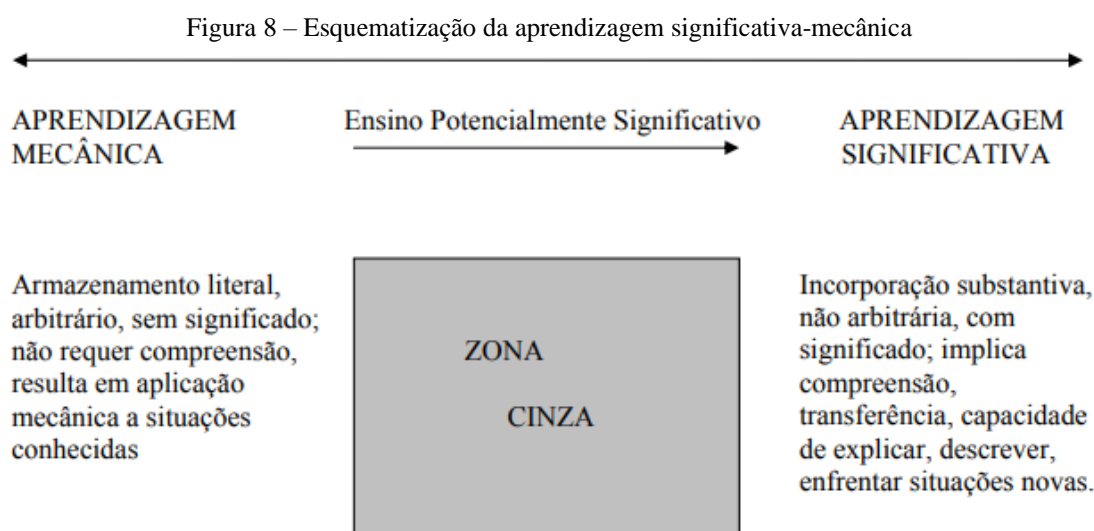 Figura 8 – Esquematização da aprendizagem significativa-mecânica
APRENDIZAGEM
MECÂNICA
Ensino Potencialmente Significativo
APRENDIZAGEM
SIGNIFICATIVA
Armazenamento literal,
arbitrário, sem significado;
não requer compreensão,
resulta em aplicação
mecânica a situações
conhecidas
ZONA
CINZA
Incorporação substantiva,
não arbitrária, com
significado; implica
compreensão,
transferência, capacidade
de explicar, descrever,
enfrentar situações novas.